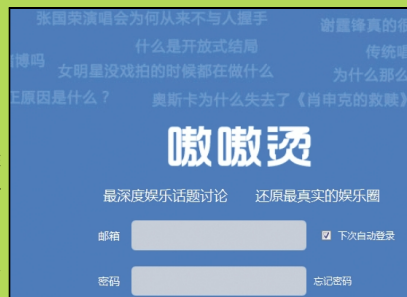 张国荣演唱会为何从来不与人握手
谢霆锋真的很
什么是开放式结局
传统唱
博吗
女明星没戏拍的时候都在做什么
为什么那么
原因是什么？
奥斯卡为什么失去了《肖申克的救赎》
嗷嗷烫
最深度娱乐话题讨论 还原最真实的娱乐圈
邮箱
下次自动登录
密码
忘记密码